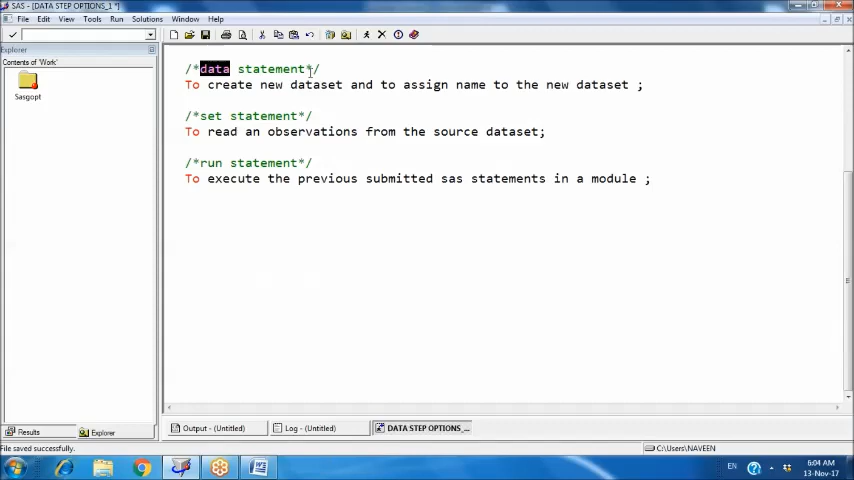 SAS - [DATA STEP OPTIONS_1 *]
File Edit View Tools Run Solutions Window Help
Explorer
Contents of 'Work'
Sasgopt
/*data statement*/
To create new dataset and to assign name to the new dataset ;
/*set statement*/
To read an observations from the source dataset;
/*run statement*/
To execute the previous submitted sas statements in a module ;
Results
Explorer
Output - (Untitled)
Log - (Untitled)
DATA STEP OPTIONS_...
File saved successfully.
C:\Users\NAVEEN
EN
6:04 AM
13-Nov-17